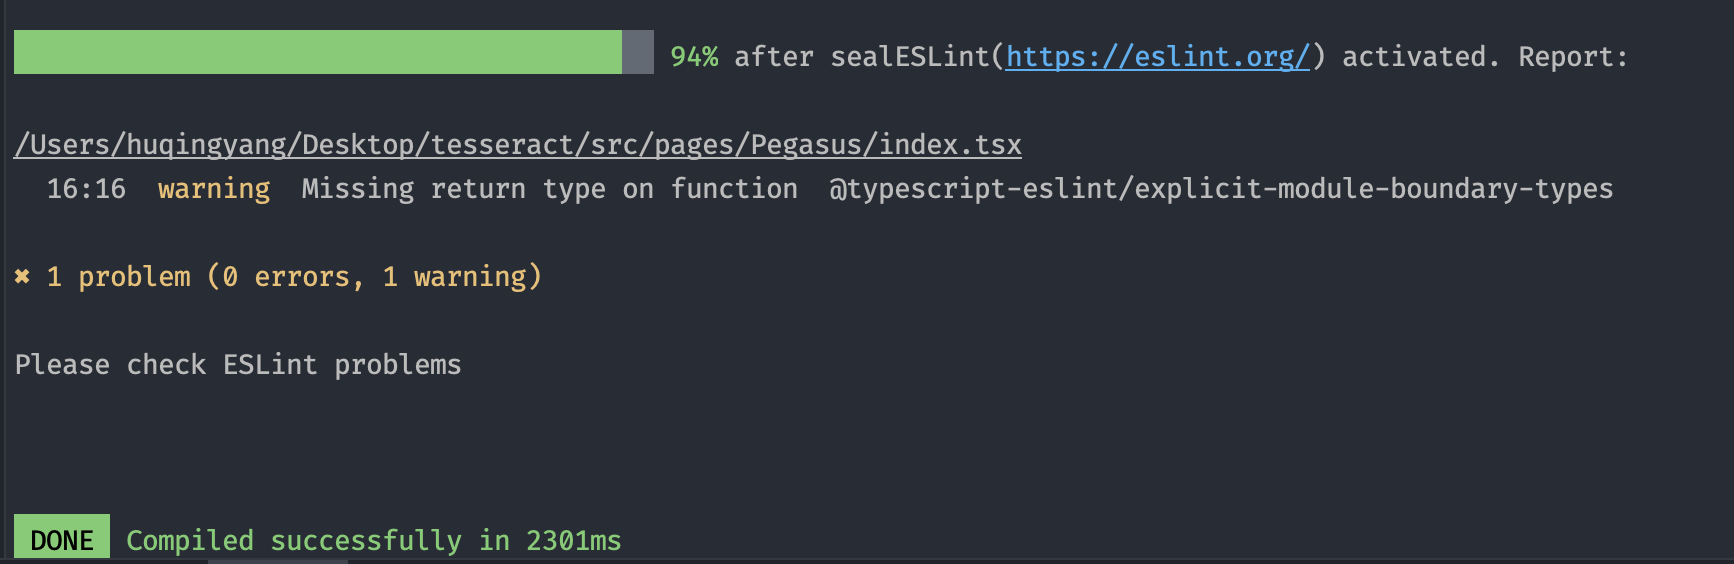 94% after sealESLint(https://eslint.org/) activated. Report:
/Users/huqingyang/Desktop/tesseract/src/pages/Pegasus/index.tsx
16:16  warning  Missing return type on function  @typescript-eslint/explicit-module-boundary-types
✖ 1 problem (0 errors, 1 warning)
Please check ESLint problems
DONE Compiled successfully in 2301ms